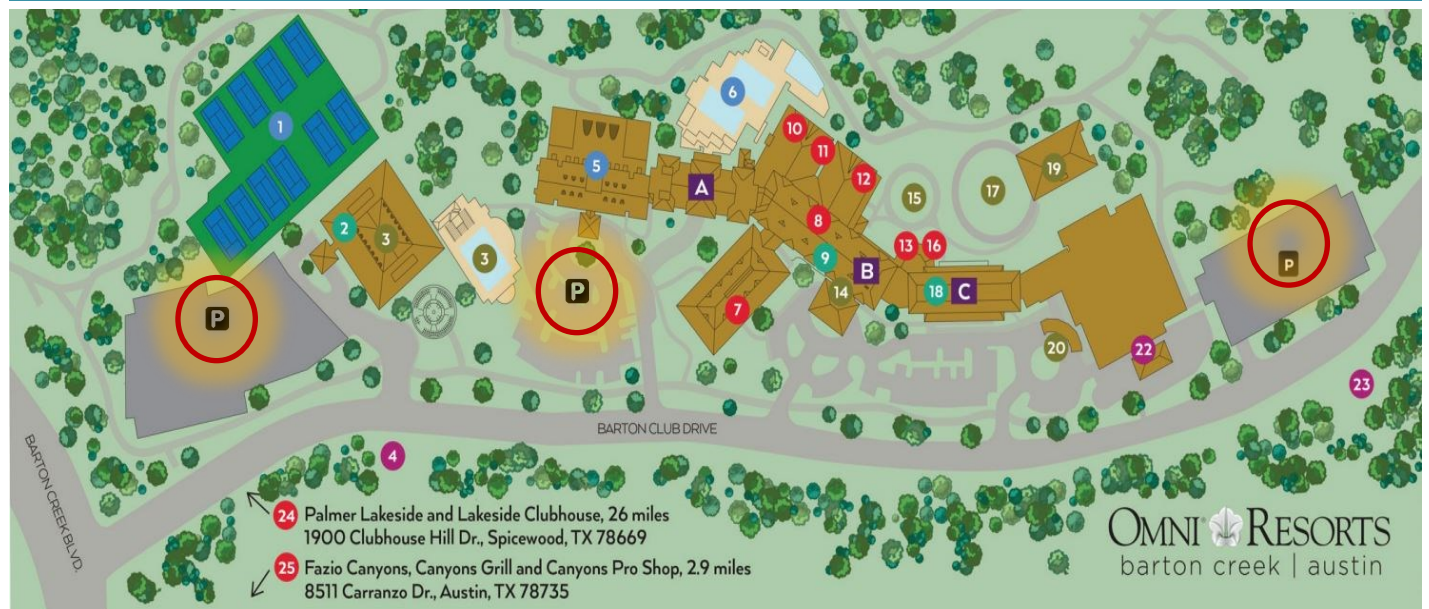 1
6
10
11
5
12
A
19
17
15
2
3
8
13
16
9
3
B
P
14
18
C
P
P
7
20
22
23
BARTON CLUB DRIVE
4
BARTON CREEK BLVD.
24 Palmer Lakeside and Lakeside Clubhouse, 26 miles
1900 Clubhouse Hill Dr., Spicewood, TX 78669
25 Fazio Canyons, Canyons Grill and Canyons Pro Shop, 2.9 miles
8511 Carranzo Dr., Austin, TX 78735
OMNI RESORTS
barton creek | austin